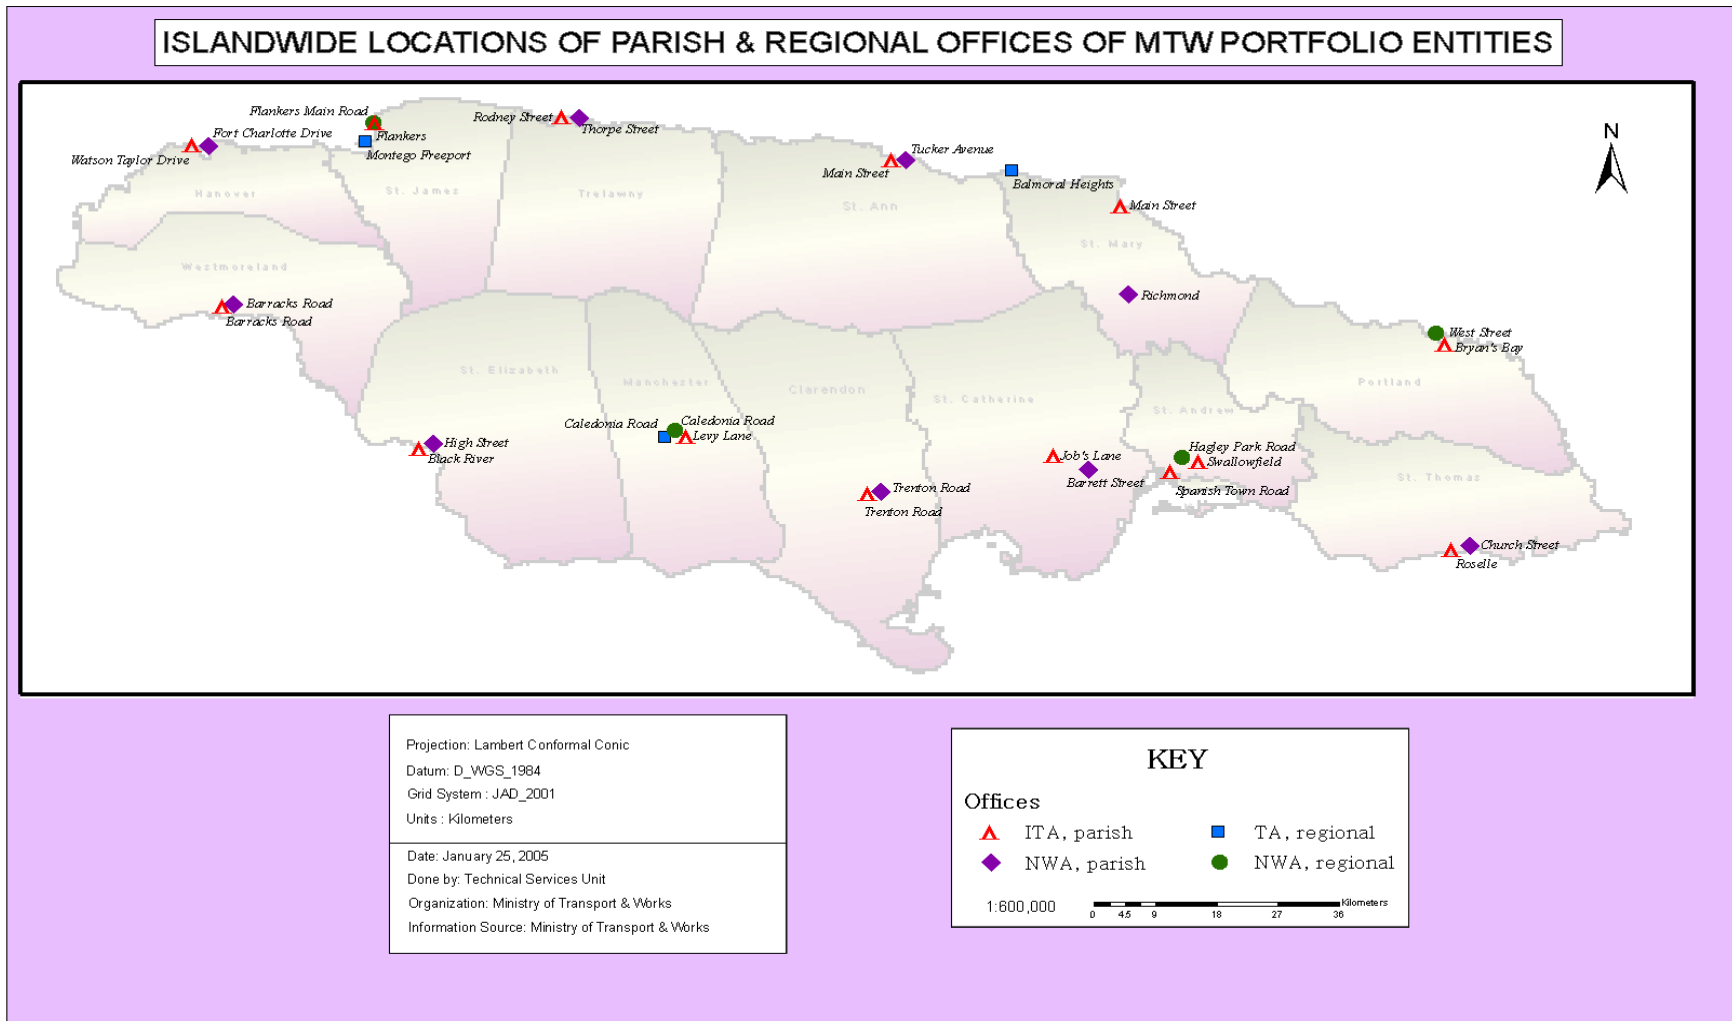 ISLANDWIDE LOCATIONS OF PARISH & REGIONAL OFFICES OF MTW PORTFOLIO ENTITIES
Flankers Main Road
Rodney Street
Thorpe Street
Fort Charlotte Drive
Flankers
Watson Taylor Drive
Montego Freeport
Tucker Avenue
Main Street
Balmoral Heights
N
Hanover
St. James
Trelawny
St. Ann
Main Street
St. Mary
Westmoreland
Barracks Road
Barracks Road
Richmond
West Street
Bryan's Bay
St. Elizabeth
Manchester
Clarendon
St. Catherine
St. Andrew
Portland
Caledonia Road
Caledonia Road
Levy Lane
High Street
Black River
Job's Lane
Barrett Street
Hagley Park Road
Swallowfield
Spanish Town Road
St. Thomas
Trenton Road
Trenton Road
Church Street
Roselle
Projection: Lambert Conformal Conic
Datum: D_WGS_1984
Grid System : JAD_2001
Units : Kilometers
Date: January 25, 2005
Done by: Technical Services Unit
Organization: Ministry of Transport & Works
Information Source: Ministry of Transport & Works
KEY
Offices
ITA, parish
TA, regional
NWA, parish
NWA, regional
1:600,000
Kilometers
0 4.5 9 18 27 36